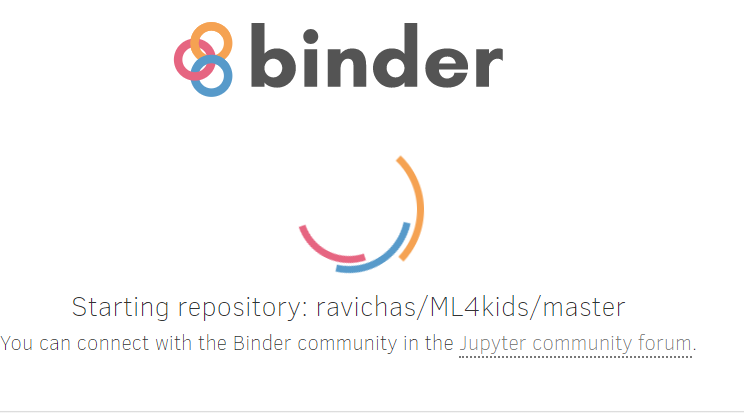 binder
Starting repository: ravichas/ML4kids/master
You can connect with the Binder community in the Jupyter community forum.